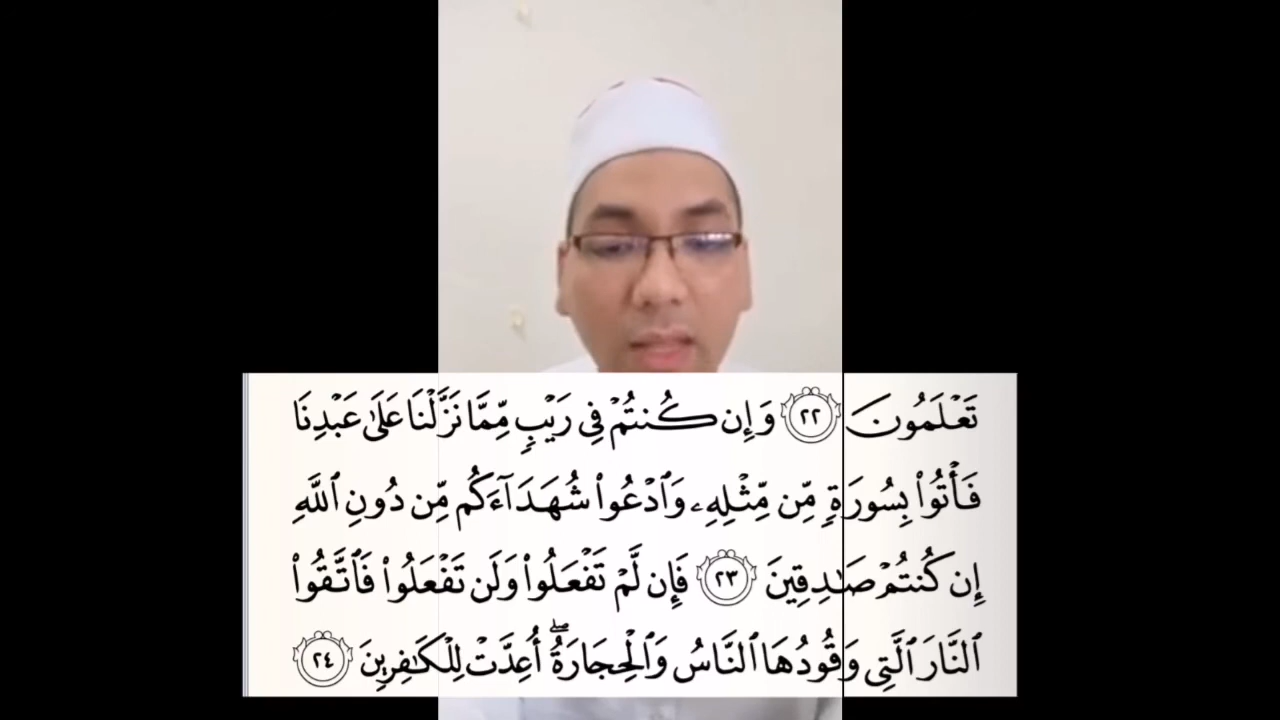 تَعۡلَمُونَ ٢٢ وَإِن كُنتُمۡ فِي رَيۡبٖ مِّمَّا نَزَّلۡنَا عَلَىٰ عَبۡدِنَا
فَأۡتُواْ بِسُورَةٖ مِّن مِّثۡلِهِۦ وَٱدۡعُواْ شُهَدَآءَكُم مِّن دُونِ ٱللَّهِ
إِن كُنتُمۡ صَٰدِقِينَ ٢٣ فَإِن لَّمۡ تَفۡعَلُواْ وَلَن تَفۡعَلُواْ فَٱتَّقُواْ
ٱلنَّارَ ٱلَّتِي وَقُودُهَا ٱلنَّاسُ وَٱلۡحِجَارَةُۖ أُعِدَّتۡ لِلۡكَٰفِرِينَ ٢٤